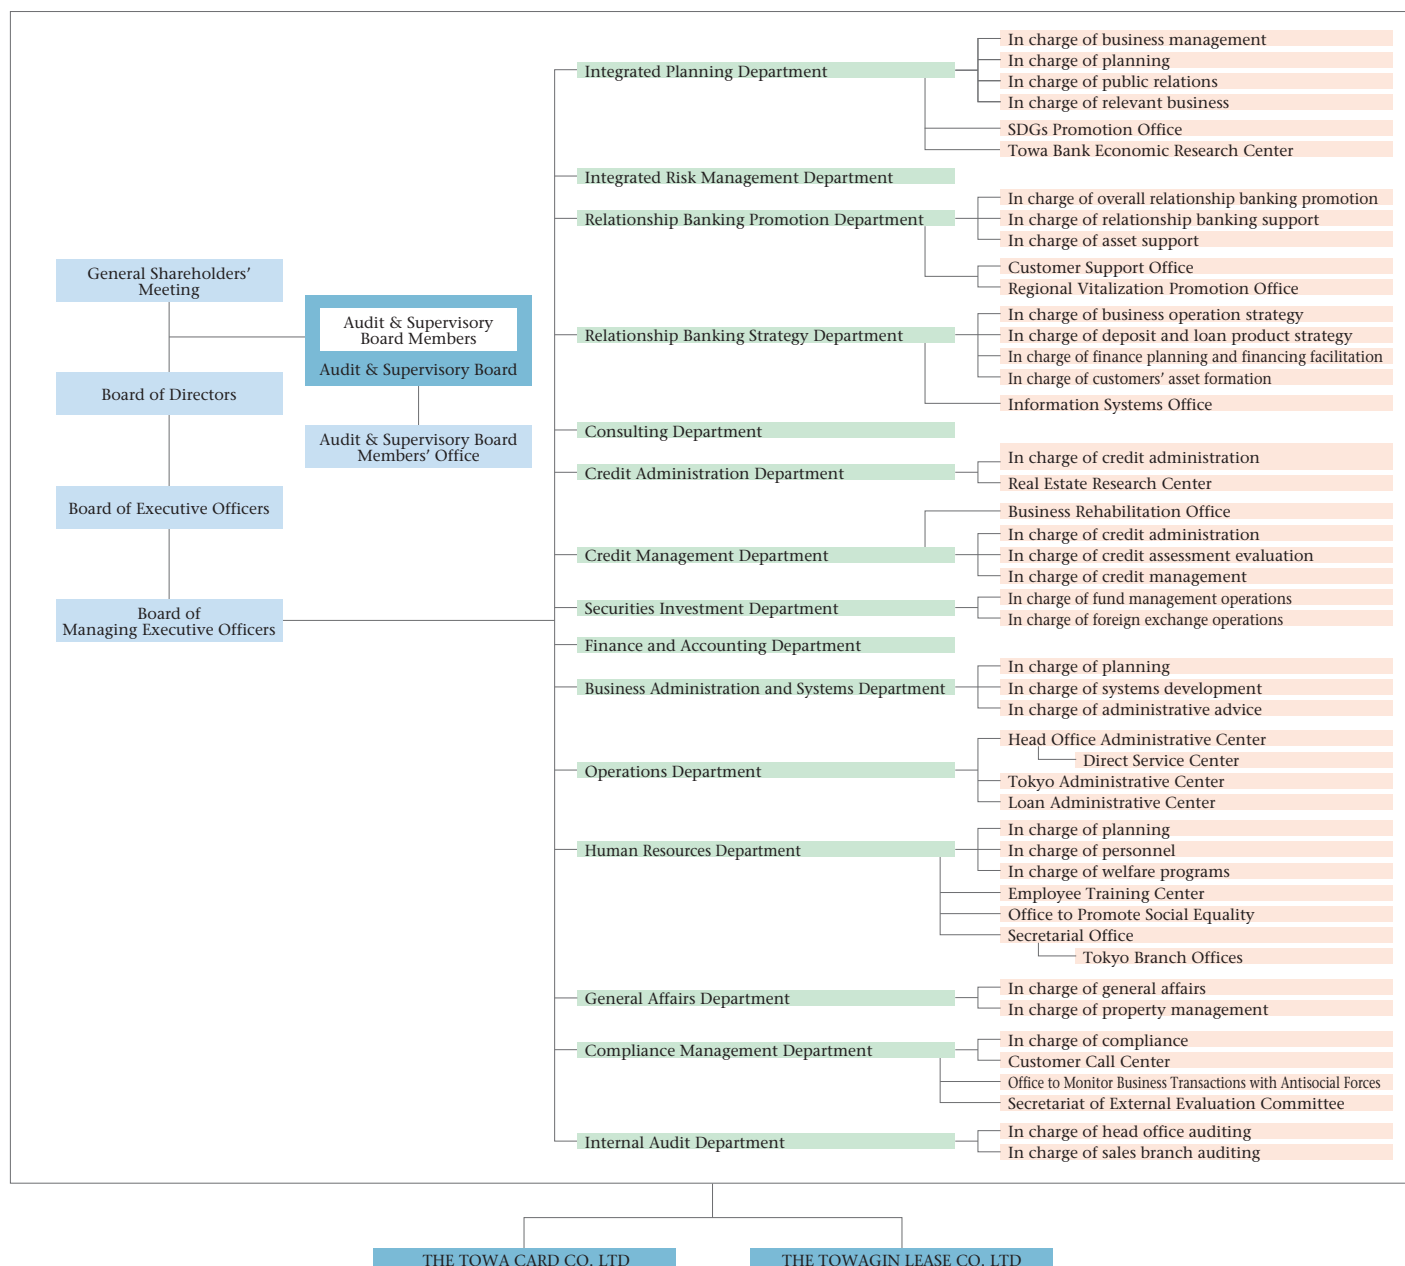 General Shareholders'
Meeting
Audit & Supervisory
Board Members
Audit & Supervisory Board
Board of Directors
Audit & Supervisory Board
Members' Office
Board of Executive Officers
Board of
Managing Executive Officers
Integrated Planning Department
In charge of business management
In charge of planning
In charge of public relations
In charge of relevant business
SDGs Promotion Office
Towa Bank Economic Research Center
Integrated Risk Management Department
Relationship Banking Promotion Department
In charge of overall relationship banking promotion
In charge of relationship banking support
In charge of asset support
Customer Support Office
Regional Vitalization Promotion Office
Relationship Banking Strategy Department
In charge of business operation strategy
In charge of deposit and loan product strategy
In charge of finance planning and financing facilitation
In charge of customers' asset formation
Information Systems Office
Consulting Department
Credit Administration Department
In charge of credit administration
Real Estate Research Center
Credit Management Department
Business Rehabilitation Office
In charge of credit administration
In charge of credit assessment evaluation
In charge of credit management
Securities Investment Department
In charge of fund management operations
In charge of foreign exchange operations
Finance and Accounting Department
Business Administration and Systems Department
In charge of planning
In charge of systems development
In charge of administrative advice
Operations Department
Head Office Administrative Center
Direct Service Center
Tokyo Administrative Center
Loan Administrative Center
Human Resources Department
In charge of planning
In charge of personnel
In charge of welfare programs
Employee Training Center
Office to Promote Social Equality
Secretarial Office
Tokyo Branch Offices
General Affairs Department
In charge of general affairs
In charge of property management
Compliance Management Department
In charge of compliance
Customer Call Center
Office to Monitor Business Transactions with Antisocial Forces
Secretariat of External Evaluation Committee
Internal Audit Department
In charge of head office auditing
In charge of sales branch auditing
THE TOWA CARD CO, LTD
THE TOWAGIN LEASE CO, LTD